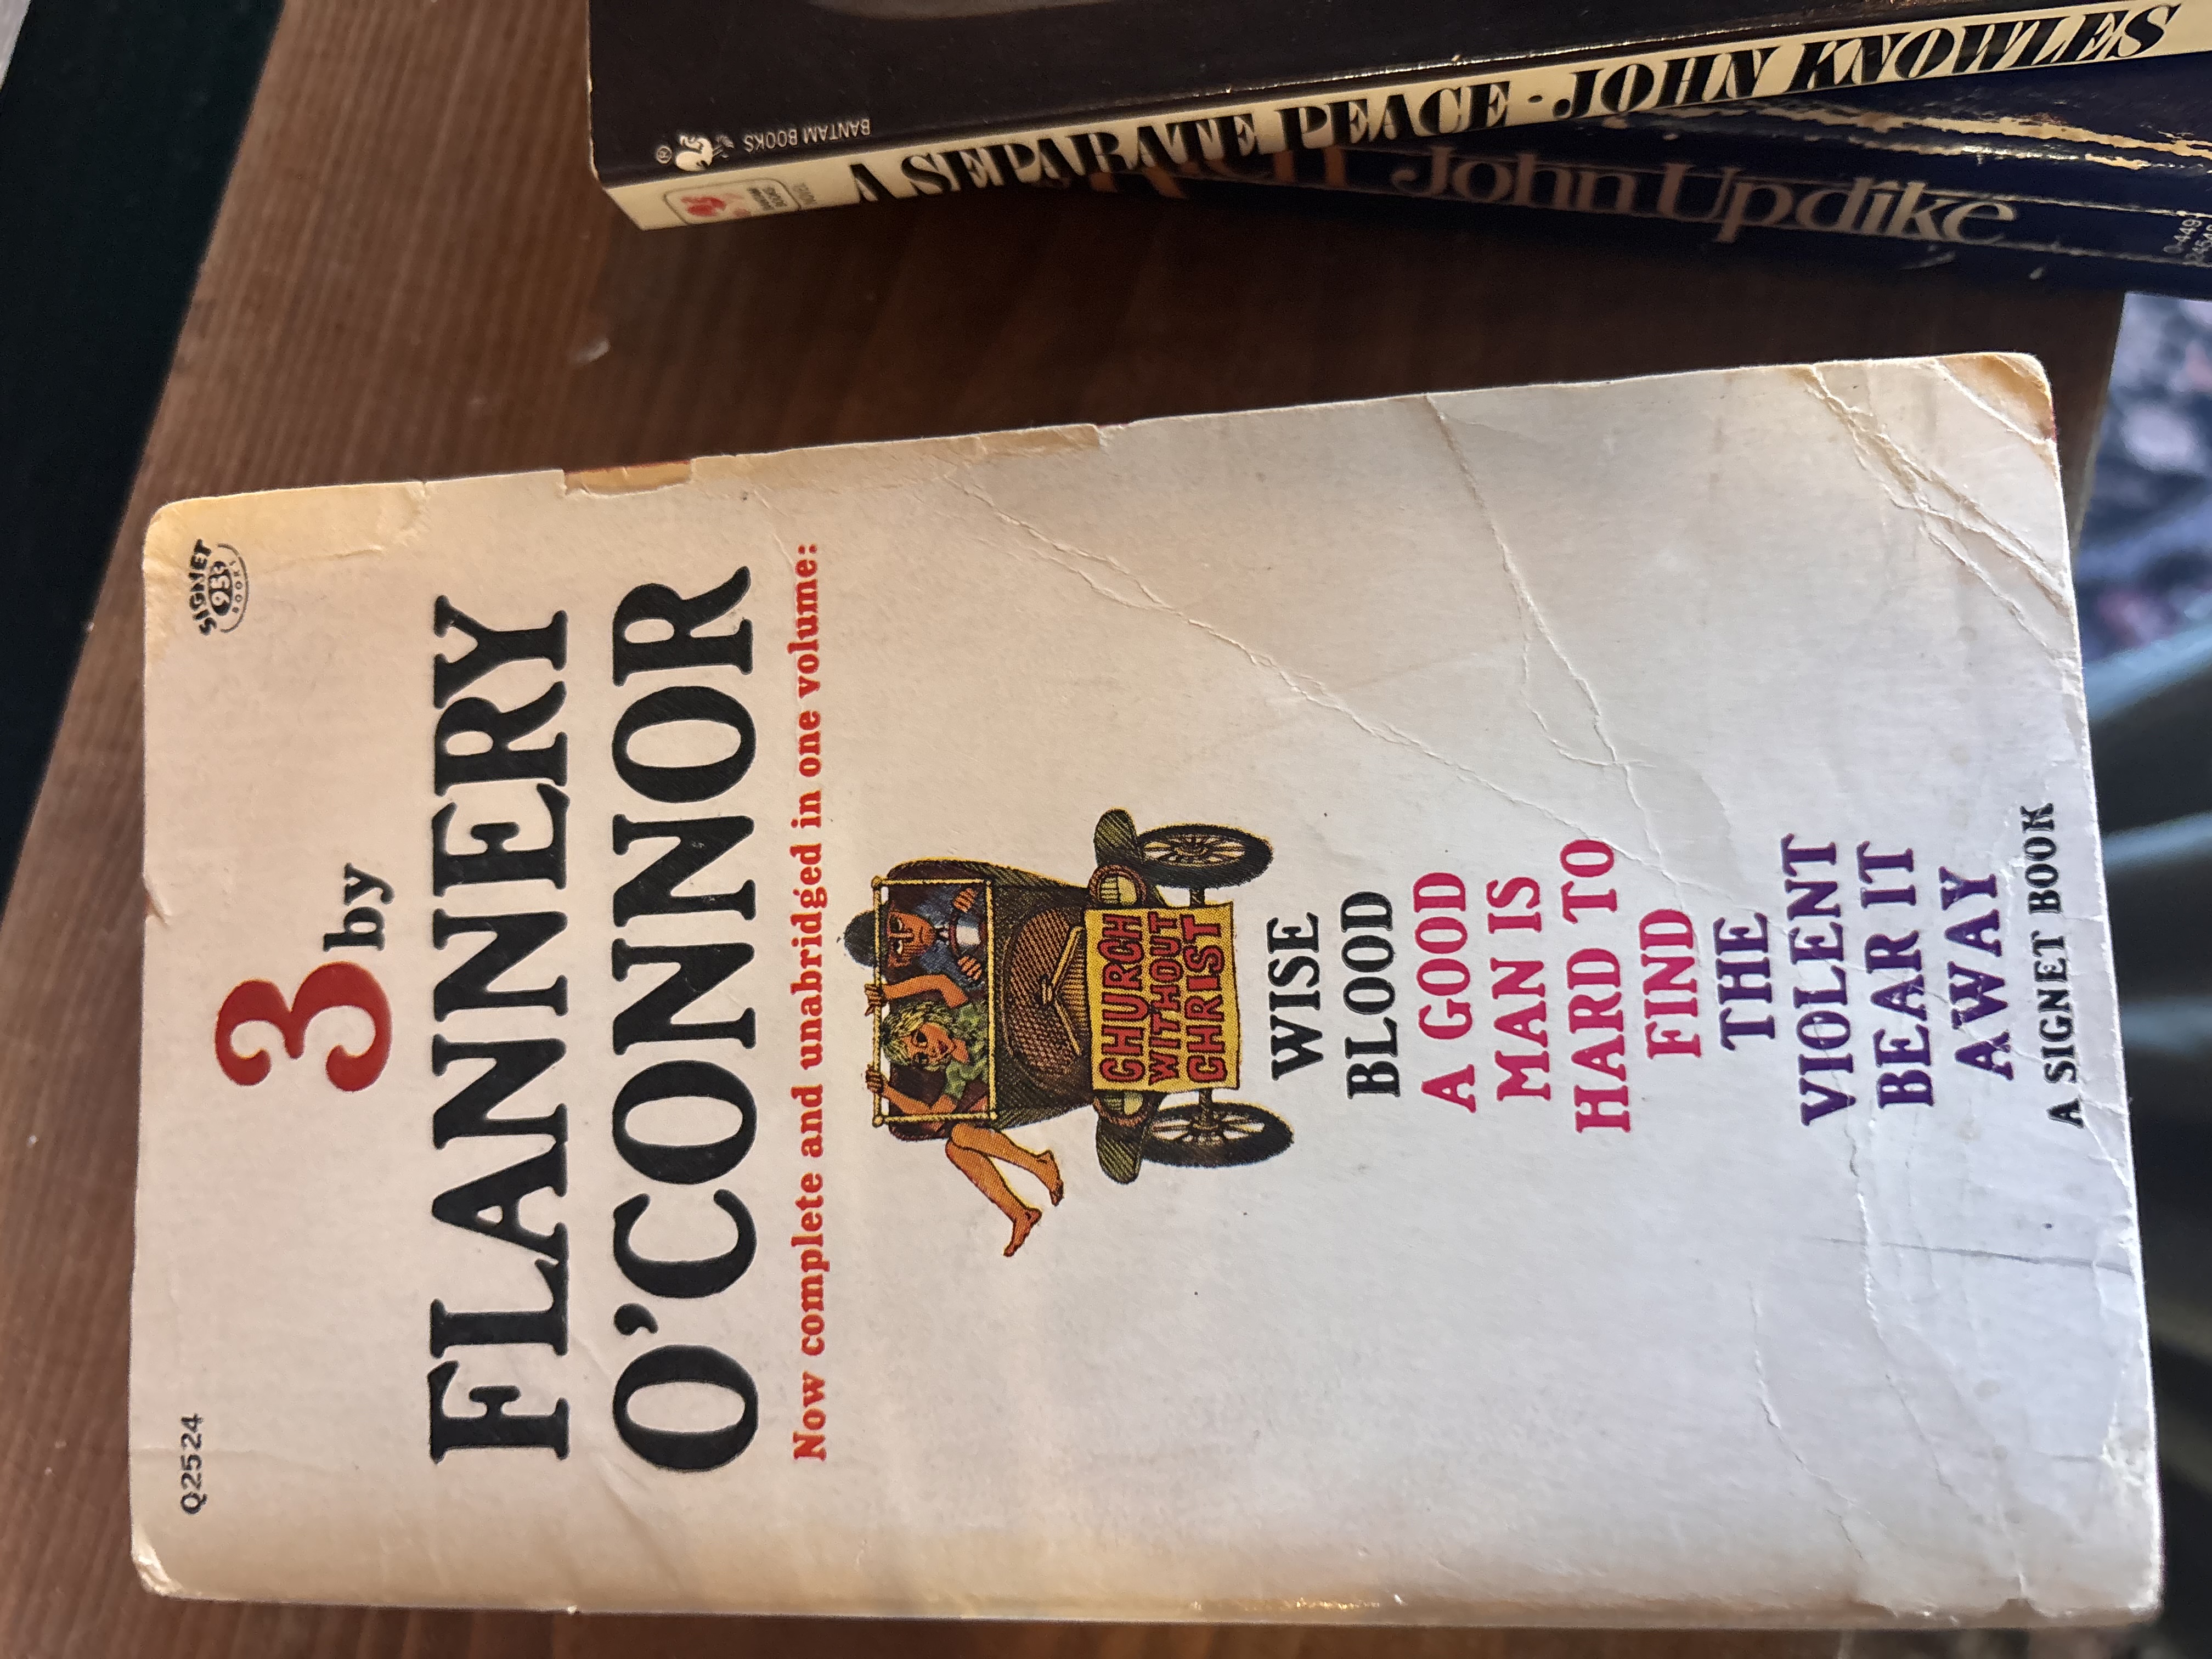 Q2524
SIGNET
95¢
BOOKS
3 by
FLANNERY
O'CONNOR
Now complete and unabridged in one volume:
CHURCH
WITHOUT
CHRIST
WISE
BLOOD
A GOOD
MAN IS
HARD TO
FIND
THE
VIOLENT
BEAR IT
AWAY
A SIGNET BOOK
BANTAM BOOKS
®
A SEPARATE PEACE · JOHN KNOWLES
John Updike